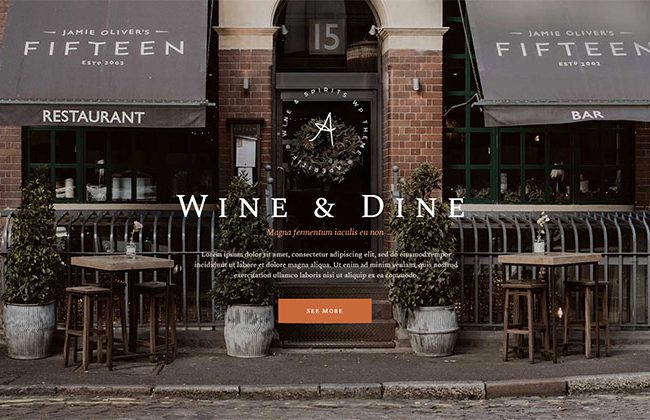 JAMIE OLIVER'S
FIFTEEN
ESTD 2002
RESTAURANT
15
JAMIE OLIVER'S
FIFTEEN
ESTD 2002
BAR
WINE & SPIRITS WP THEME
A
WINE & DINE
Magna fermentum iaculis eu non
Lorem ipsum dolor sit amet, consectetur adipiscing elit, sed do eiusmod tempor
incididunt ut labore et dolore magna aliqua. Ut enim ad minim veniam, quis nostrud
exercitation ullamco laboris nisi ut aliquip ex ea commodo.
SEE MORE